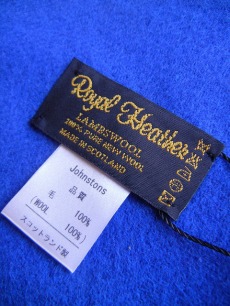 Royal Heather
LAMBSWOOL
100% PURE NEW WOOL
MADE IN SCOTLAND
Johnstons
品質
毛 100%
(WOOL 100%)
スコットランド製